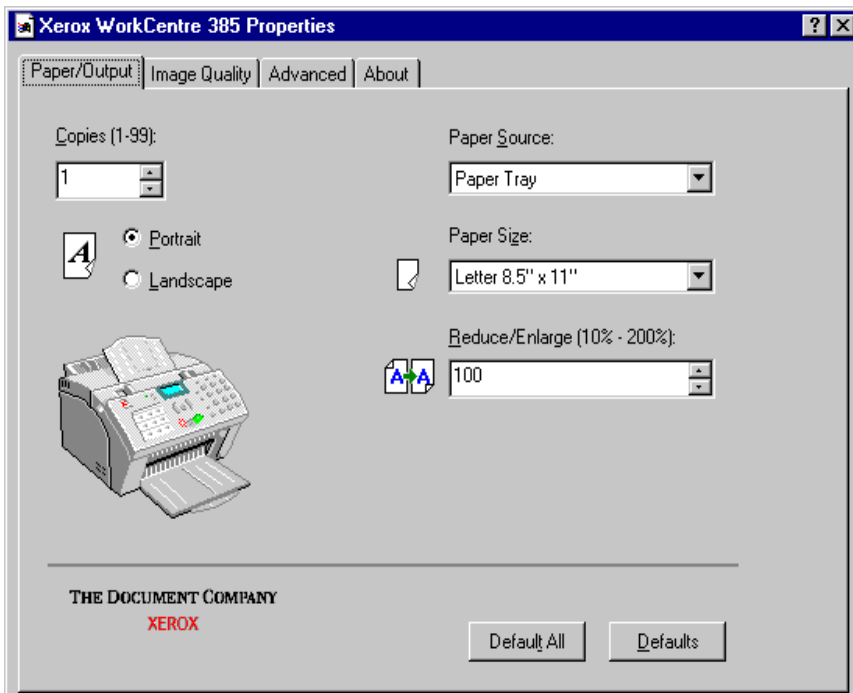 Xerox WorkCentre 385 Properties
Paper/Output Image Quality Advanced About
Copies (1-99):
1
Portrait
Landscape
Paper Source:
Paper Tray
Paper Size:
Letter 8.5" x 11"
Reduce/Enlarge (10% - 200%):
100
THE DOCUMENT COMPANY
XEROX
Default All Defaults